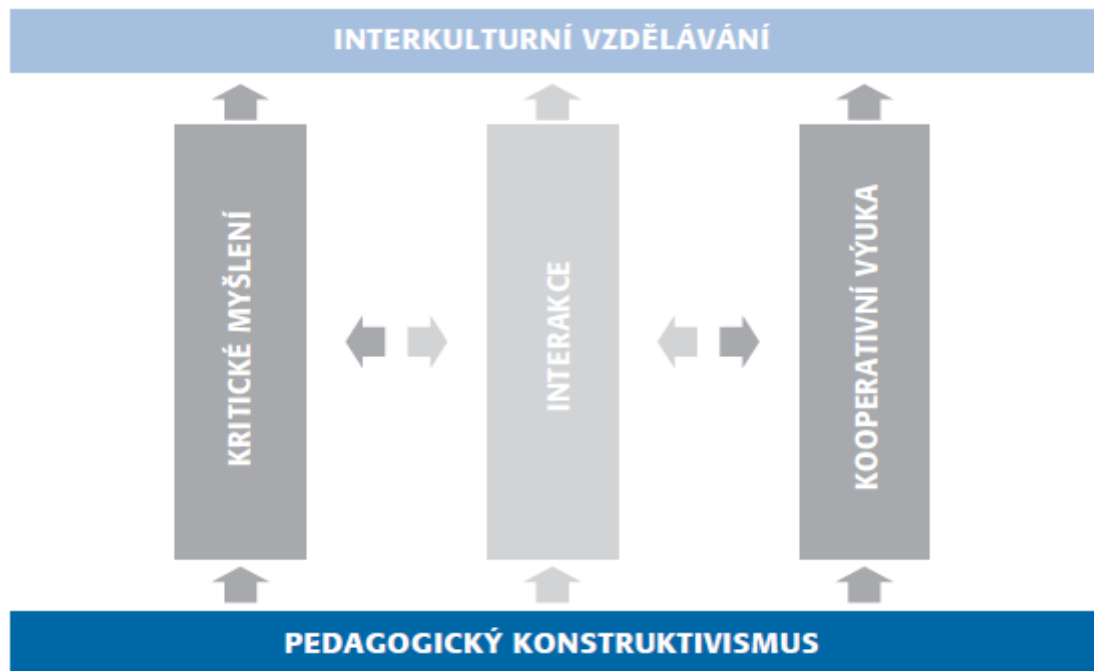 INTERKULTURNÍ VZDĚLÁVÁNÍ
KRITICKÉ MYŠLENÍ
INTERAKCE
KOOPERATIVNÍ VÝUKA
PEDAGOGICKÝ KONSTRUKTIVISMUS